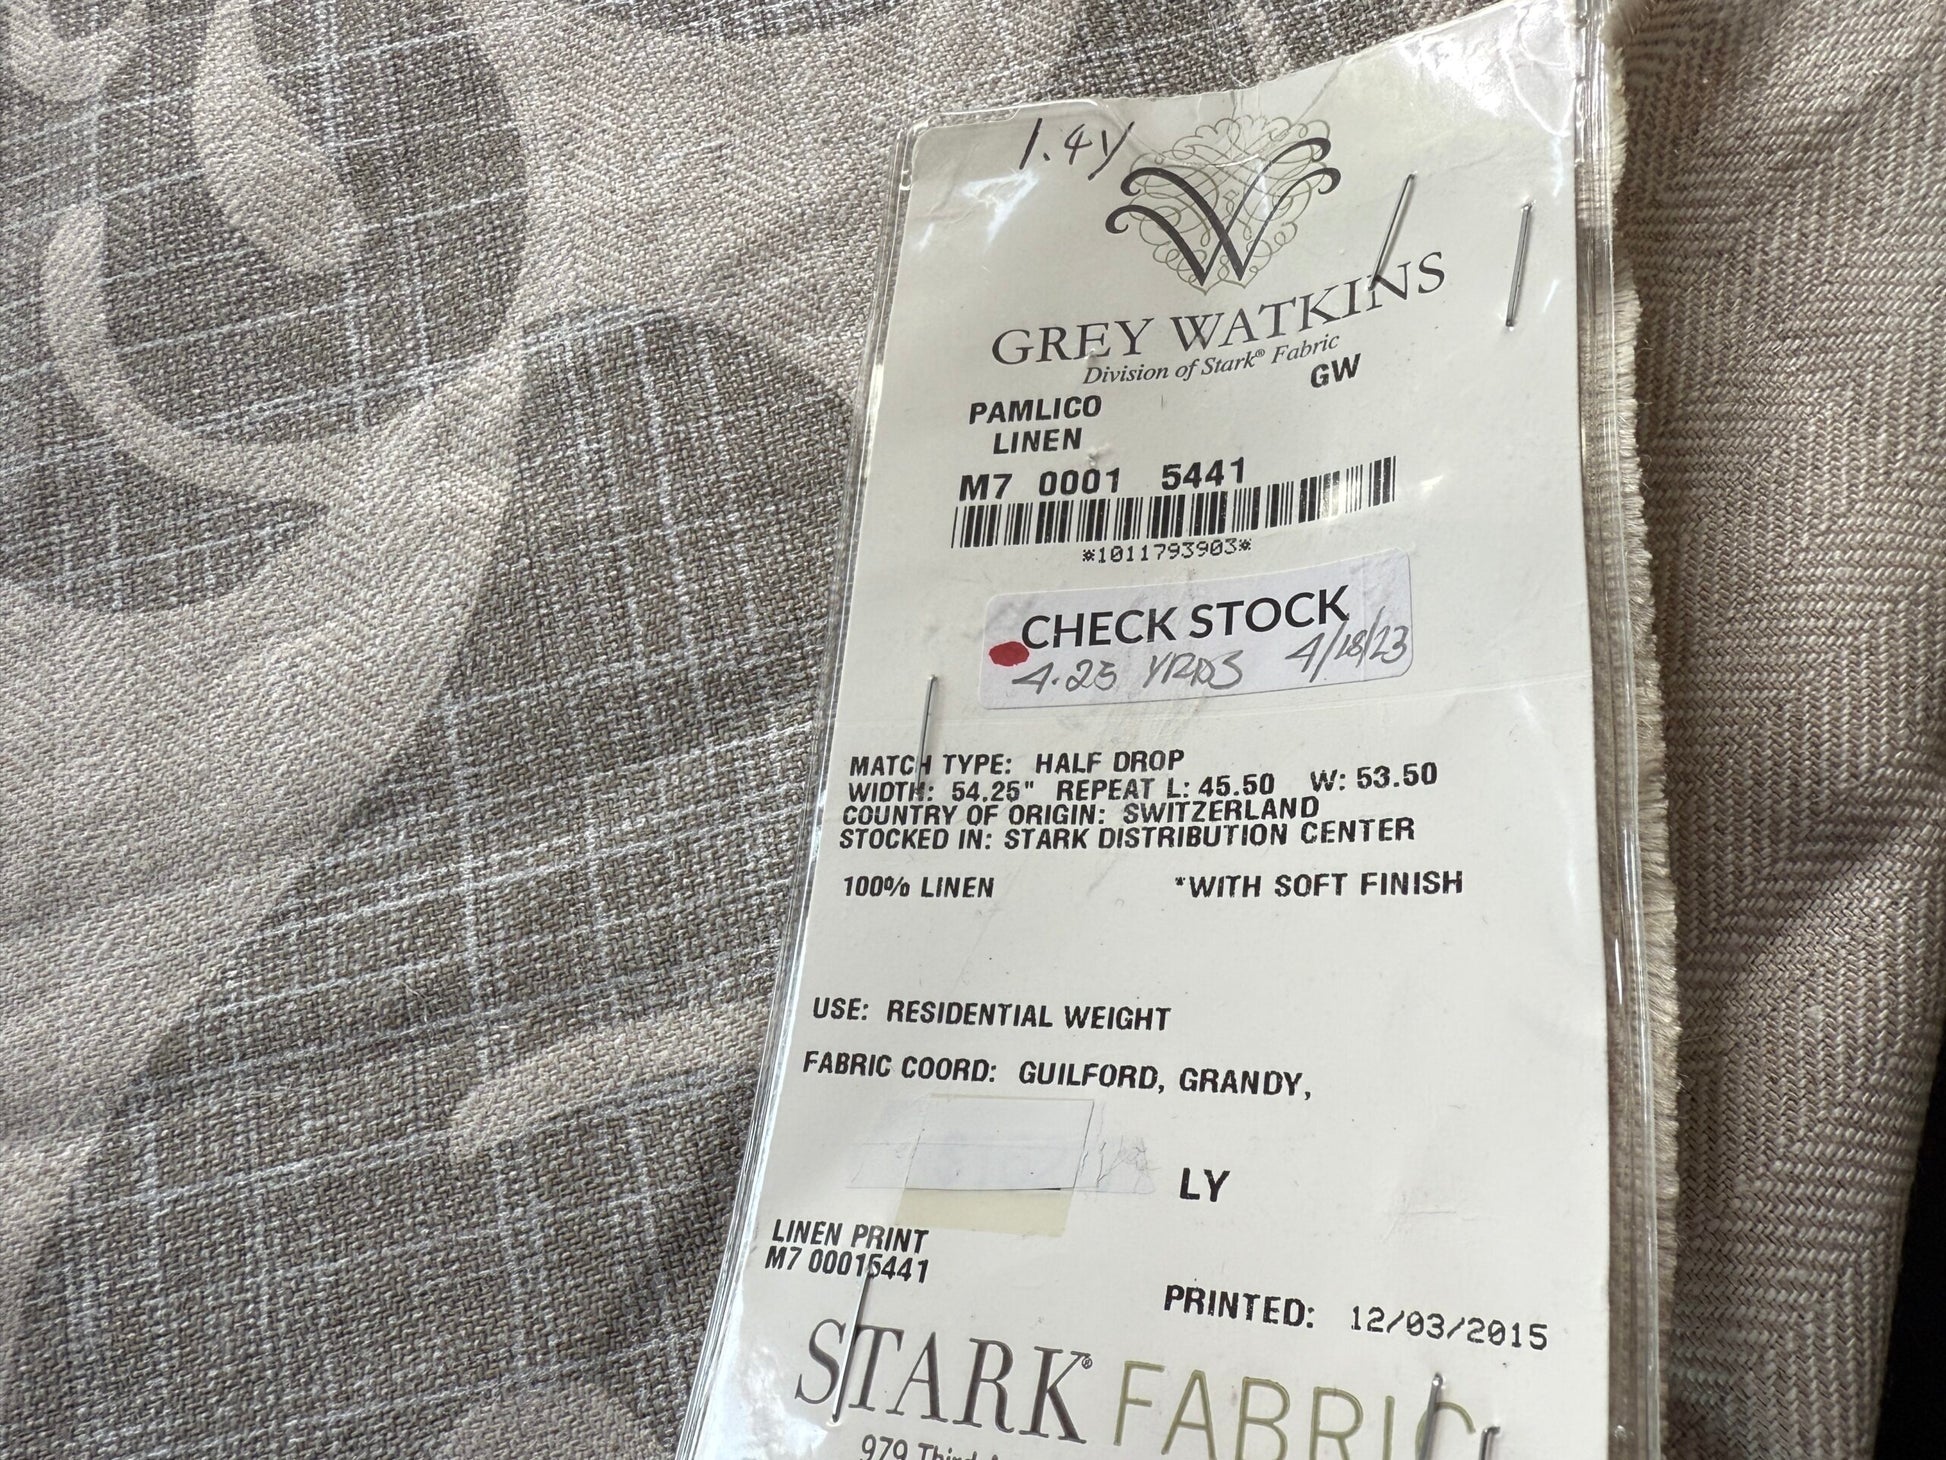 1.4Y
W
GREY WATKINS
Division of Stark® Fabric
GW
PAMLICO
LINEN
M7 0001 5441
*1011793903*
CHECK STOCK
4.25 YRDS 4/18/23
MATCH TYPE: HALF DROP
WIDTH: 54.25" REPEAT L: 45.50 W: 53.50
COUNTRY OF ORIGIN: SWITZERLAND
STOCKED IN: STARK DISTRIBUTION CENTER
100% LINEN *WITH SOFT FINISH
USE: RESIDENTIAL WEIGHT
FABRIC COORD: GUILFORD, GRANDY,
LY
LINEN PRINT
M7 00015441
PRINTED: 12/03/2015
STARK® FABRIC
979 Third